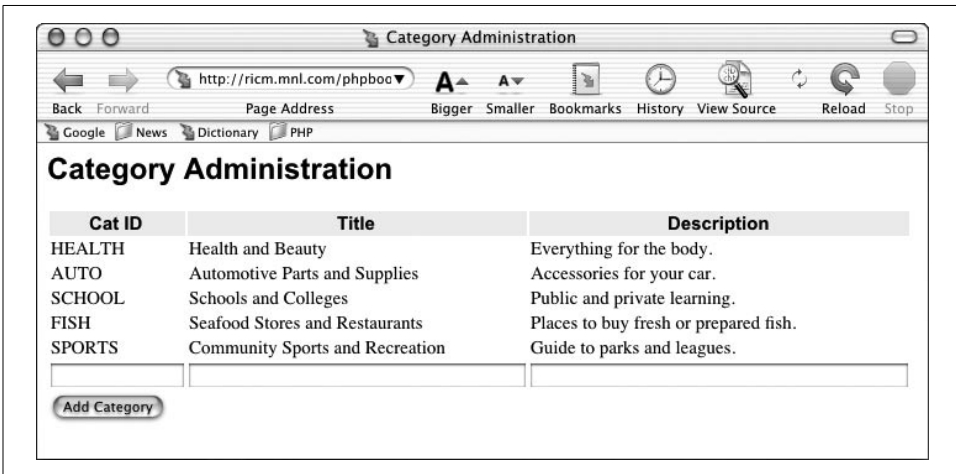 Category Administration
http://ricm.mnl.com/phpboo
A A
Back Forward Page Address Bigger Smaller Bookmarks History View Source Reload Stop
Google News Dictionary PHP
Category Administration
Cat ID Title Description
HEALTH Health and Beauty Everything for the body.
AUTO Automotive Parts and Supplies Accessories for your car.
SCHOOL Schools and Colleges Public and private learning.
FISH Seafood Stores and Restaurants Places to buy fresh or prepared fish.
SPORTS Community Sports and Recreation Guide to parks and leagues.
Add Category